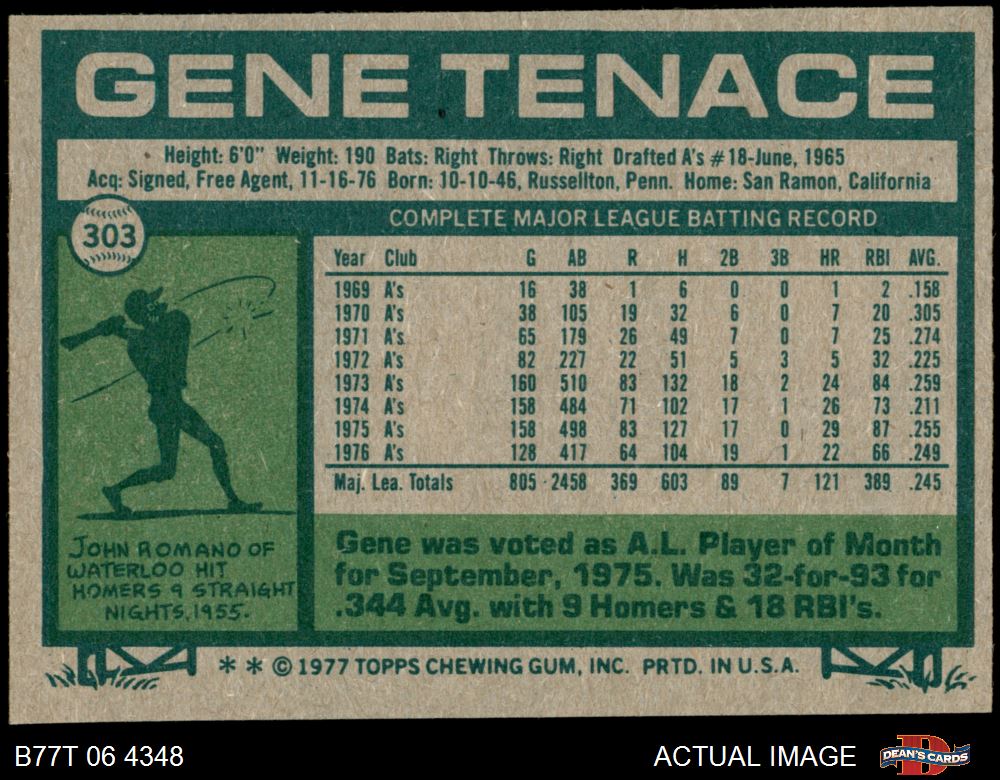 GENE TENACE
Height: 6'0" Weight: 190 Bats: Right Throws: Right Drafted A's #18-June, 1965
Acq: Signed, Free Agent, 11-16-76 Born: 10-10-46, Russellton, Penn. Home: San Ramon, California
303
COMPLETE MAJOR LEAGUE BATTING RECORD
Year Club G AB R H 2B 3B HR RBI AVG.
1969 A's 16 38 1 6 0 0 1 2 .158
1970 A's 38 105 19 32 6 0 7 20 .305
1971 A's 65 179 26 49 7 0 7 25 .274
1972 A's 82 227 22 51 5 3 5 32 .225
1973 A's 160 510 83 132 18 2 24 84 .259
1974 A's 158 484 71 102 17 1 26 73 .211
1975 A's 158 498 83 127 17 0 29 87 .255
1976 A's 128 417 64 104 19 1 22 66 .249
Maj. Lea. Totals 805 2458 369 603 89 7 121 389 .245
JOHN ROMANO OF
WATERLOO HIT
HOMERS 9 STRAIGHT
NIGHTS, 1955.
Gene was voted as A.L. Player of Month
for September, 1975. Was 32-for-93 for
.344 Avg. with 9 Homers & 18 RBI's.
* * © 1977 TOPPS CHEWING GUM, INC. PRTD. IN U.S.A.
B77T 06 4348
ACTUAL IMAGE
D
DEAN'S CARDS